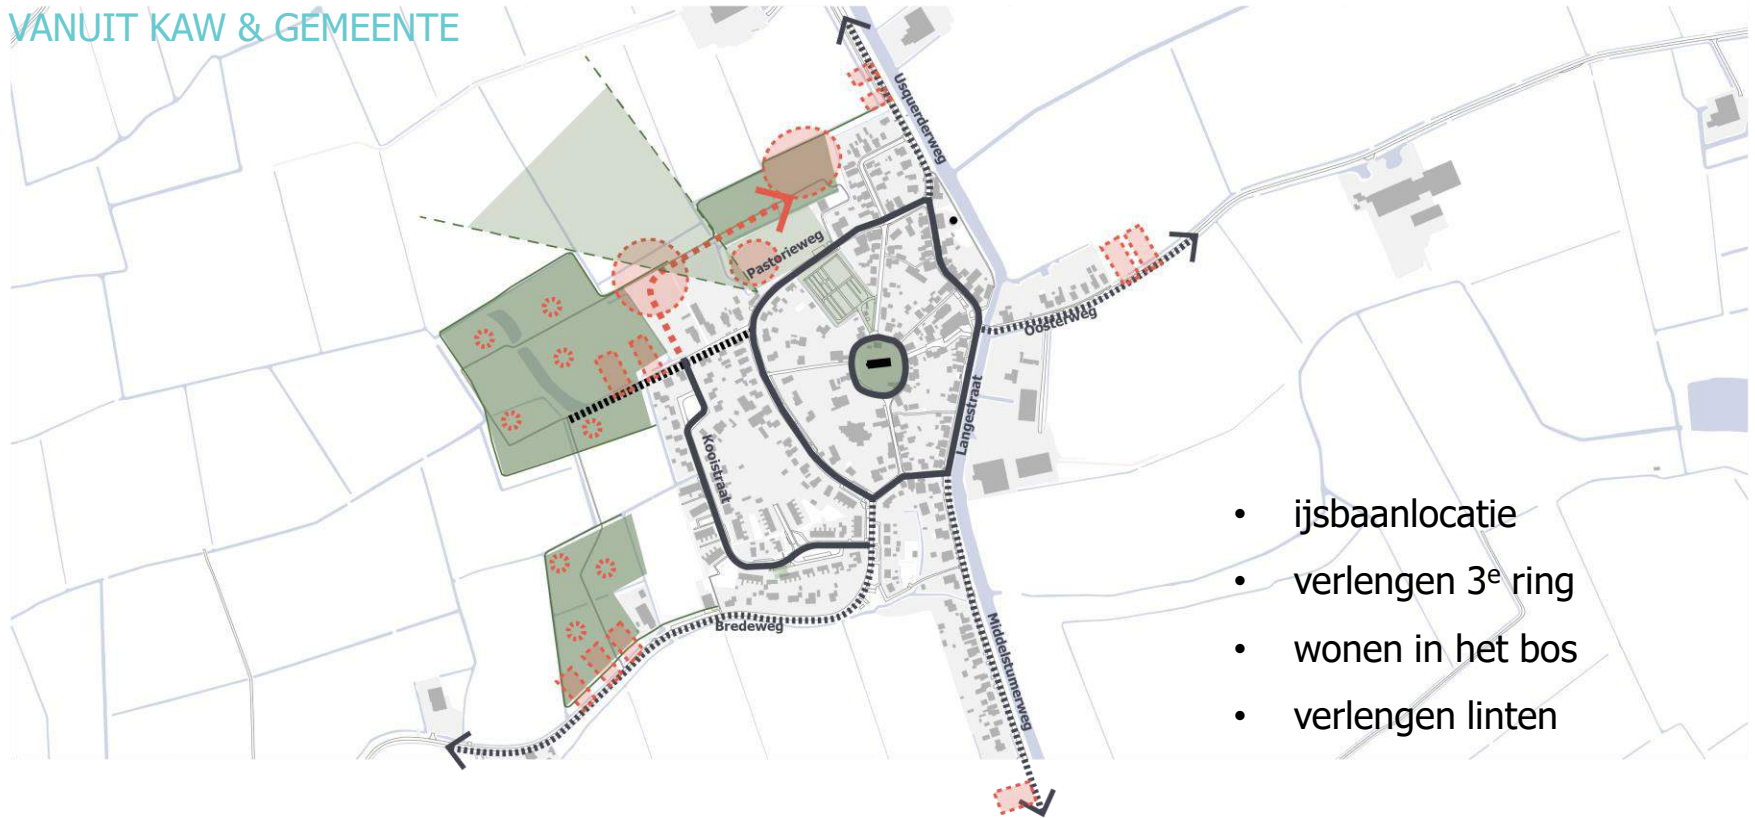 VANUIT KAW & GEMEENTE
Usquerderweg
Pastorieweg
Oosterweg
Langestraat
Kooistraat
Bredeweg
Middelstumerweg
• ijsbaanlocatie
• verlengen 3e ring
• wonen in het bos
• verlengen linten